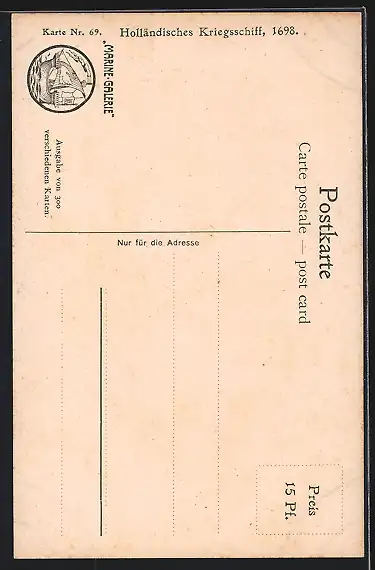 Karte Nr. 69. Holländisches Kriegsschiff, 1698.
"MARINE-GALERIE"
Ausgabe von 300
verschiedenen Karten.
Postkarte
Carte postale — post card
Nur für die Adresse
Preis
15 Pf.